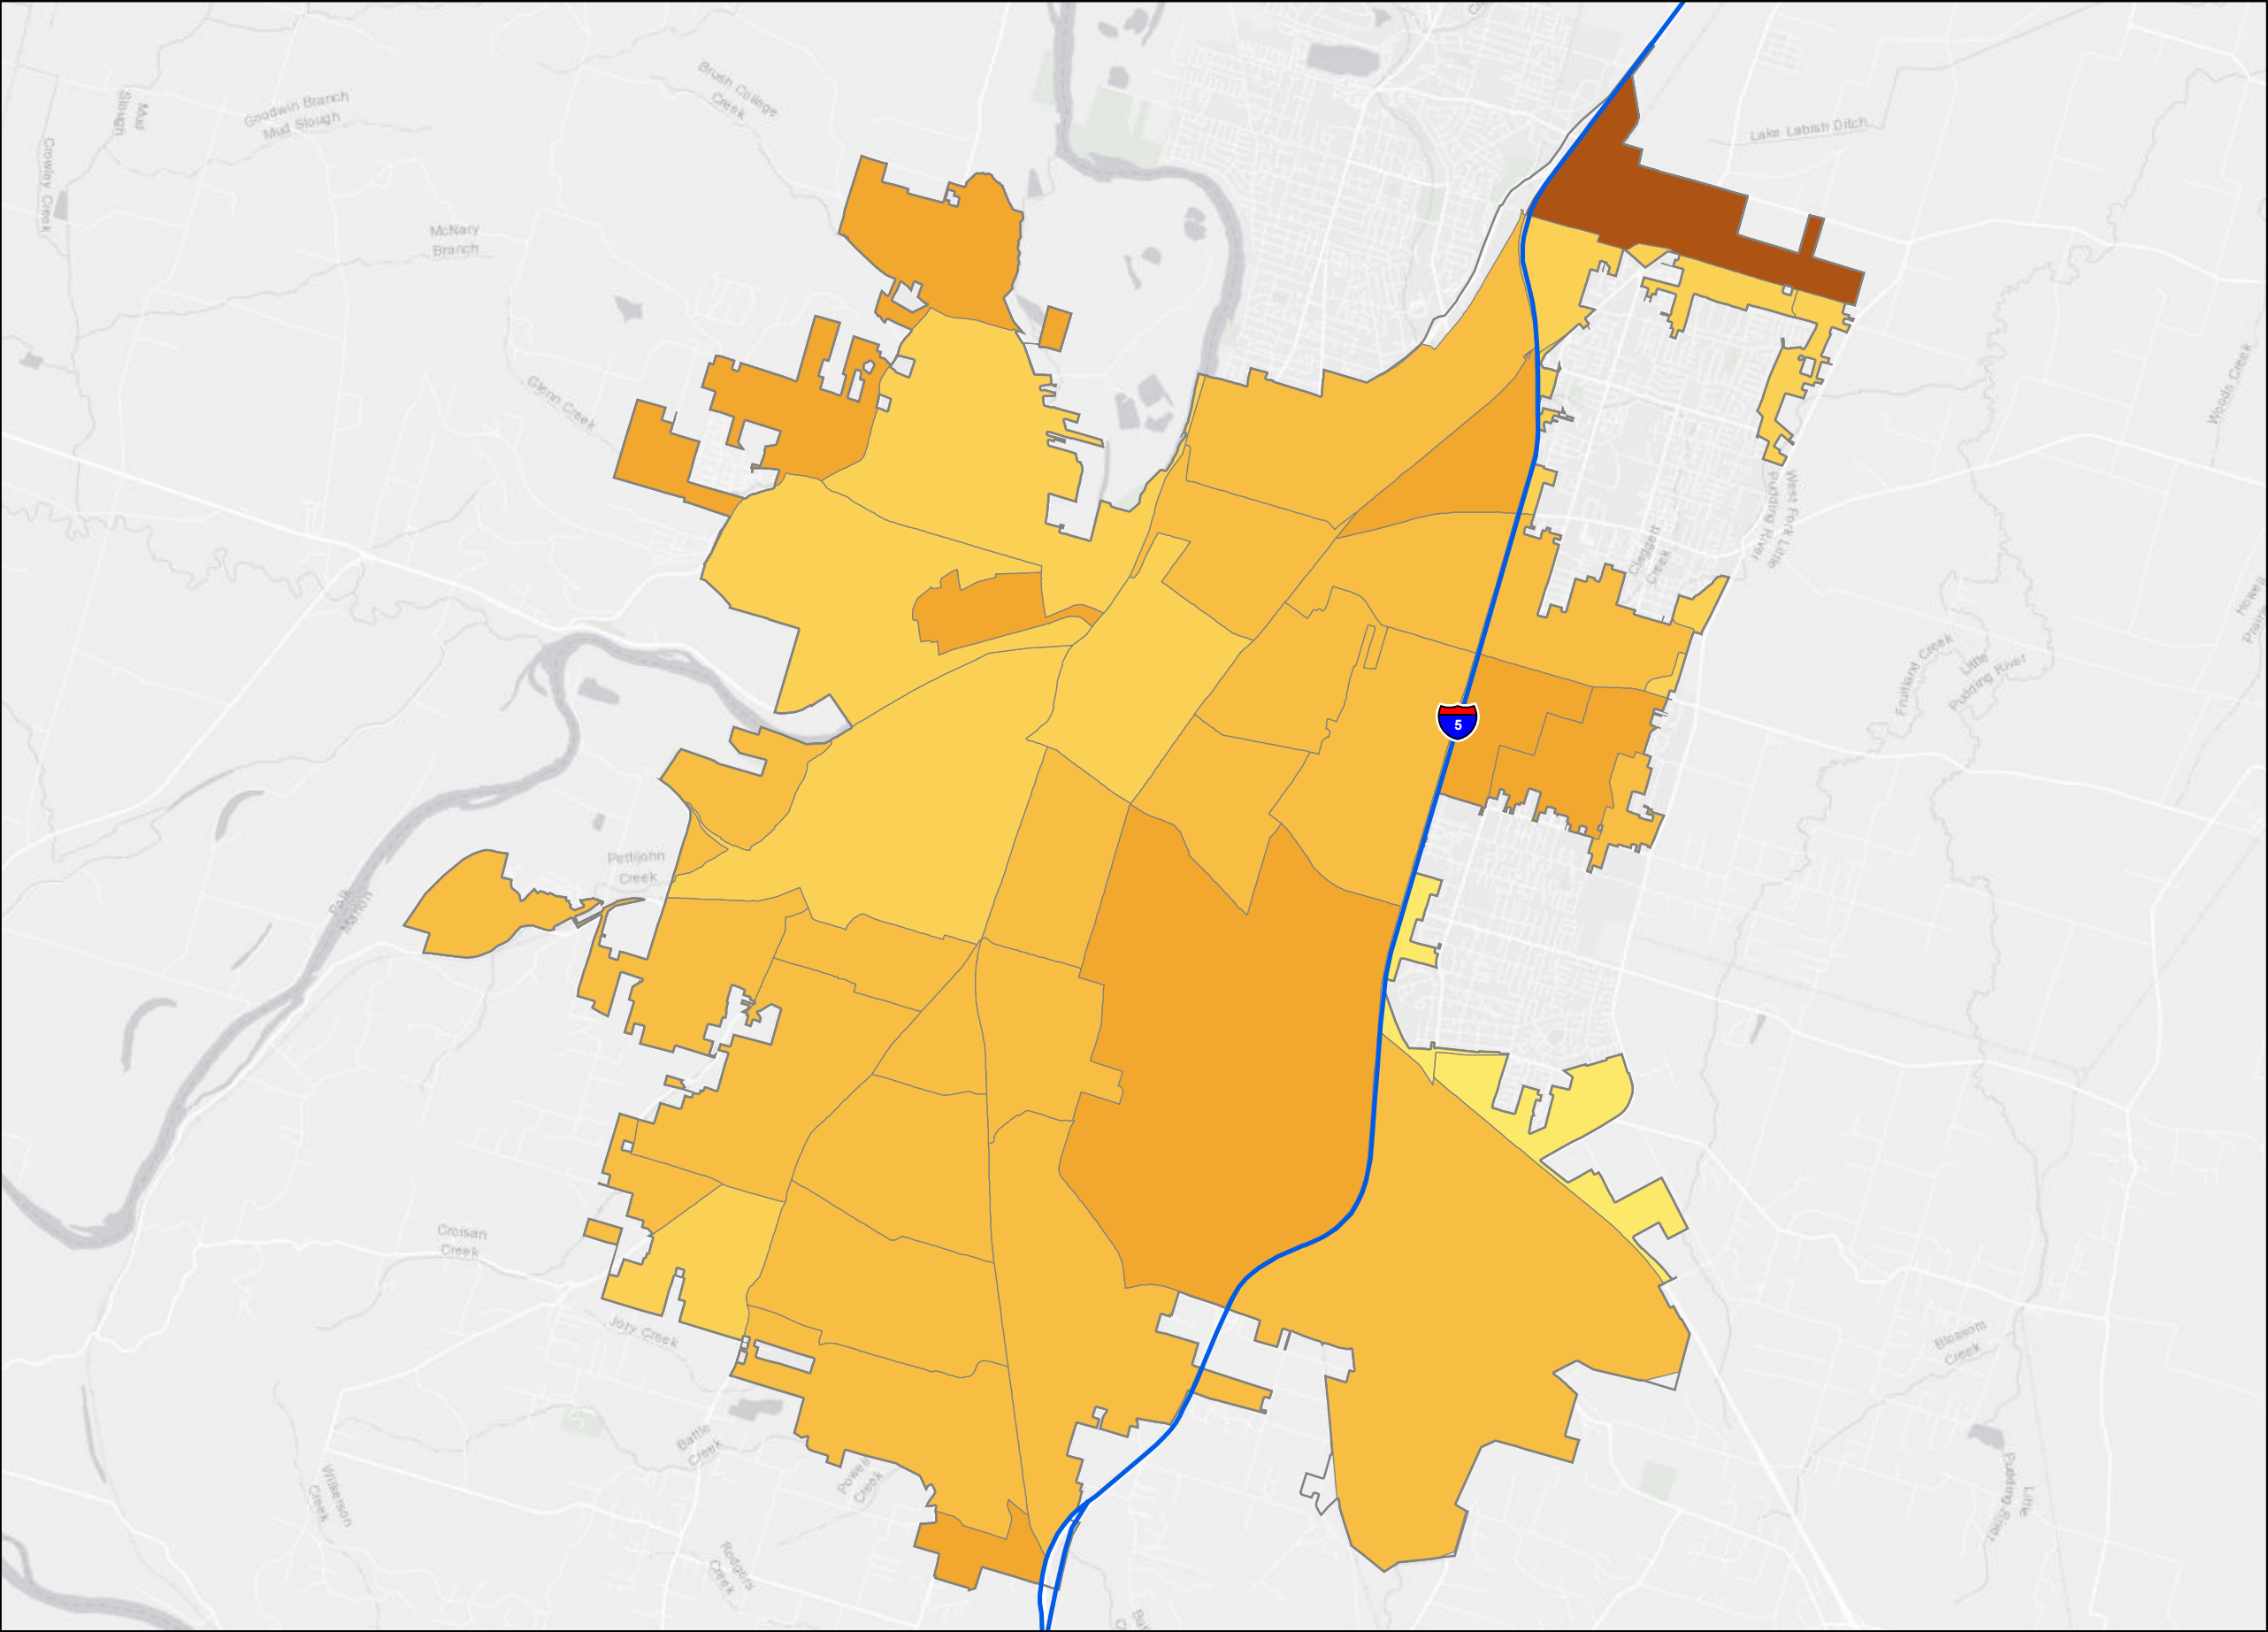 Brush College
Creek
Goodwin Branch
Mud Slough
Mud
Slough
Crowley Creek
Lake Labish Ditch
McNary
Branch
Glenn Creek
Woods Creek
West Fork Little
Pudding River
Claggett
Creek
Fruitland Creek
Little
Pudding River
5
Pettijohn
Creek
Polk
Marion
Croisan
Creek
Jory Creek
Blossom
Creek
Battle
Creek
Powell
Creek
Wilkerson
Creek
Rodgers
Creek
Little
Pudding River